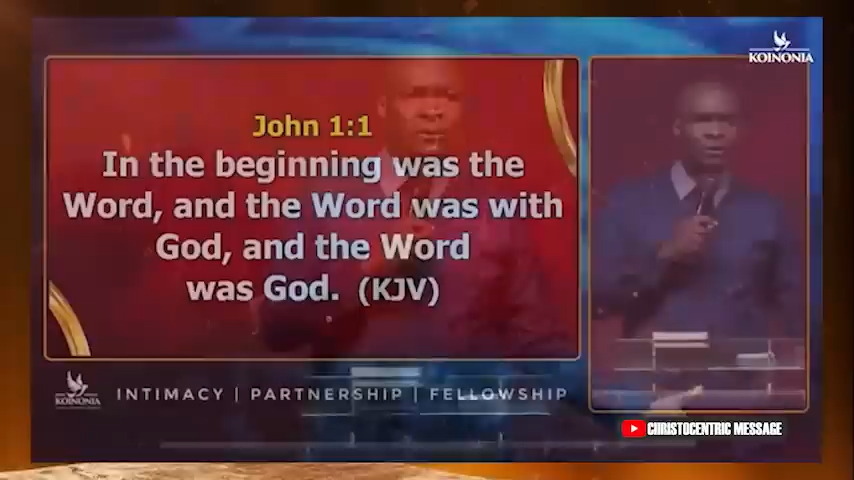 KOINONIA
John 1:1
In the beginning was the
Word, and the Word was with
God, and the Word
was God. (KJV)
KOINONIA
INTIMACY | PARTNERSHIP | FELLOWSHIP
CHRISTOCENTRIC MESSAGE